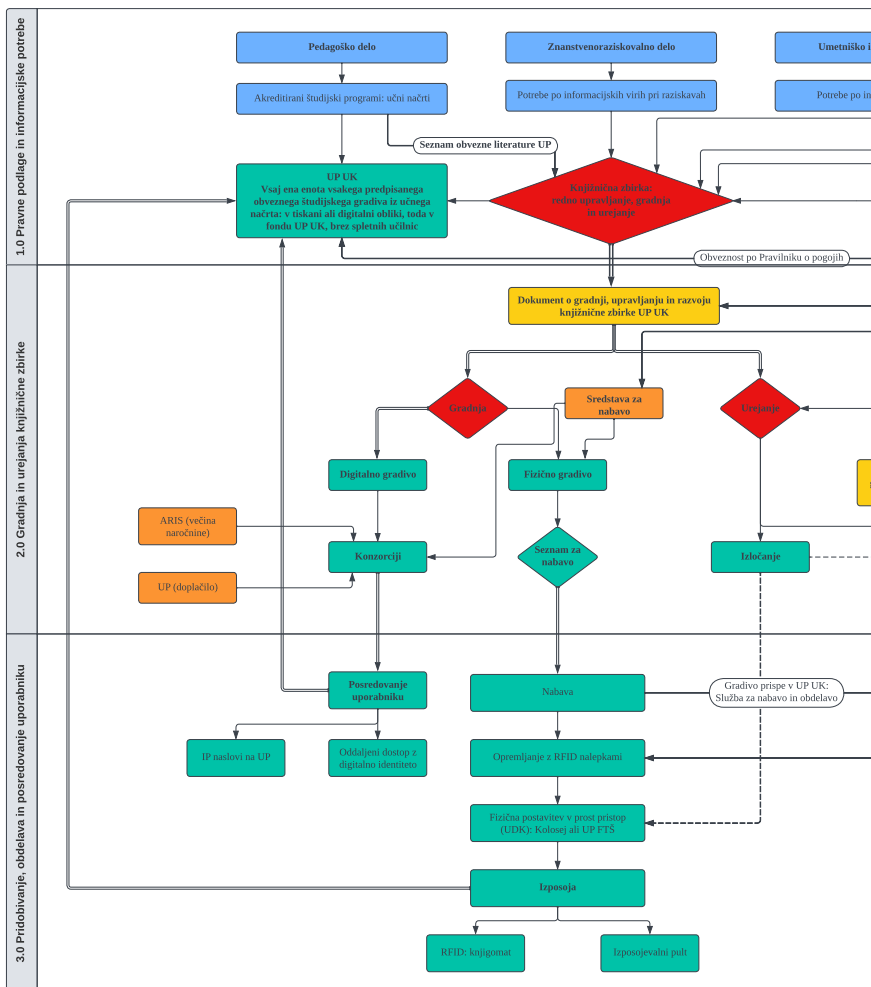 1.0 Pravne podlage in informacijske potrebe
Pedagoško delo
Znanstvenoraziskovalno delo
Umetniško i
Akreditirani študijski programi: učni načrti
Potrebe po informacijskih virih pri raziskavah
Potrebe po in
Seznam obvezne literature UP
UP UK
Vsaj ena enota vsakega predpisanega
obveznega študijskega gradiva iz učnega
načrta: v tiskani ali digitalni obliki, toda v
fondu UP UK, brez spletnih učilnic
Knjižnična zbirka:
redno upravljanje, gradnja
in urejanje
Obveznost po Pravilniku o pogojih
2.0 Gradnja in urejanja knjižnične zbirke
Dokument o gradnji, upravljanju in razvoju
knjižnične zbirke UP UK
Gradnja
Sredstava za
nabavo
Urejanje
Digitalno gradivo
Fizično gradivo
ARIS (večina
naročnine)
Konzorciji
Seznam za
nabavo
Izločanje
UP (doplačilo)
3.0 Pridobivanje, obdelava in posredovanje uporabniku
Posredovanje
uporabniku
Nabava
Gradivo prispe v UP UK:
Služba za nabavo in obdelavo
IP naslovi na UP
Oddaljeni dostop z
digitalno identiteto
Opremljanje z RFID nalepkami
Fizična postavitev v prost pristop
(UDK): Kolosej ali UP FTŠ
Izposoja
RFID: knjigomat
Izposojevalni pult